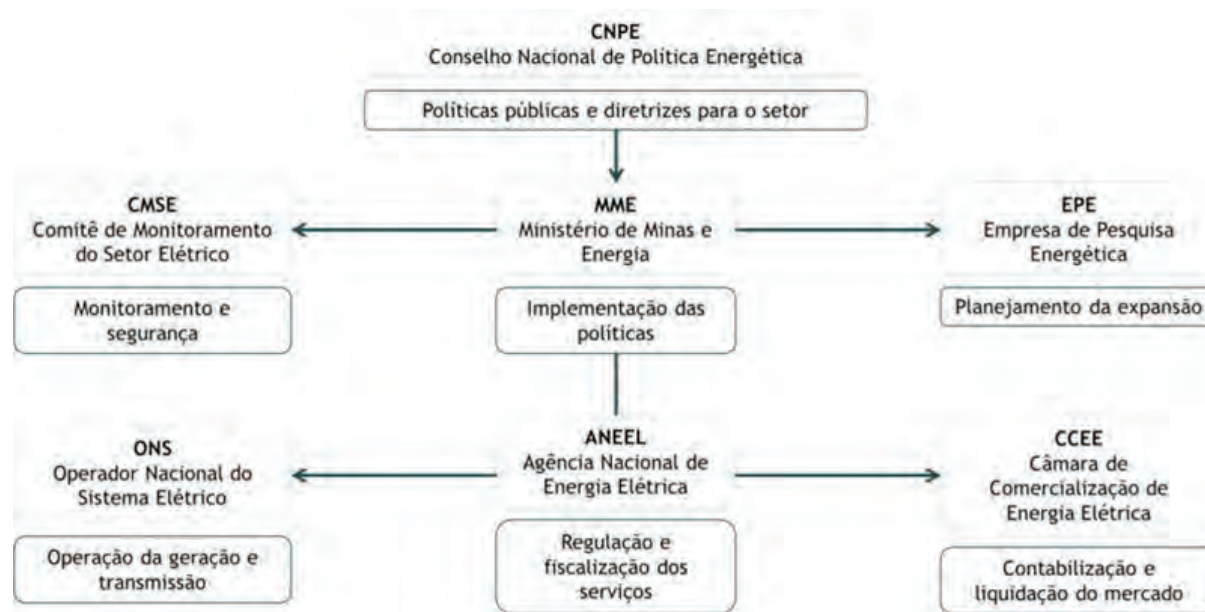 CNPE
Conselho Nacional de Política Energética
Políticas públicas e diretrizes para o setor
CMSE
Comitê de Monitoramento
do Setor Elétrico
Monitoramento e
segurança
MME
Ministério de Minas e
Energia
Implementação das
políticas
EPE
Empresa de Pesquisa
Energética
Planejamento da expansão
ONS
Operador Nacional do
Sistema Elétrico
Operação da geração e
transmissão
ANEEL
Agência Nacional de
Energia Elétrica
Regulação e
fiscalização dos
serviços
CCEE
Câmara de
Comercialização de
Energia Elétrica
Contabilização e
liquidação do mercado